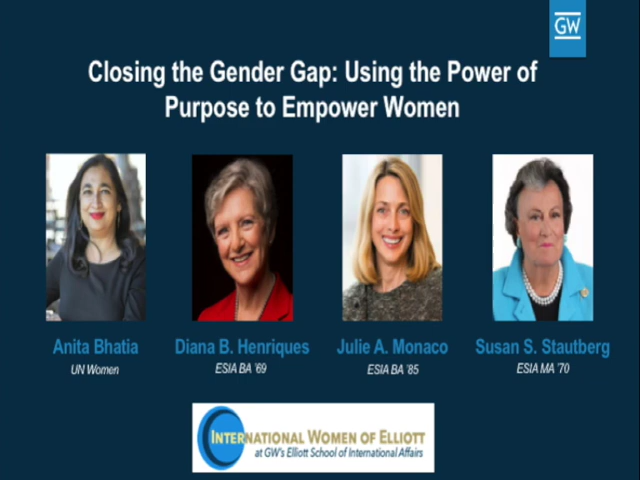 GW
Closing the Gender Gap: Using the Power of
Purpose to Empower Women
Anita Bhatia
UN Women
Diana B. Henriques
ESIA BA '69
Julie A. Monaco
ESIA BA '85
Susan S. Stautberg
ESIA MA '70
INTERNATIONAL WOMEN OF ELLIOTT
at GW's Elliott School of International Affairs